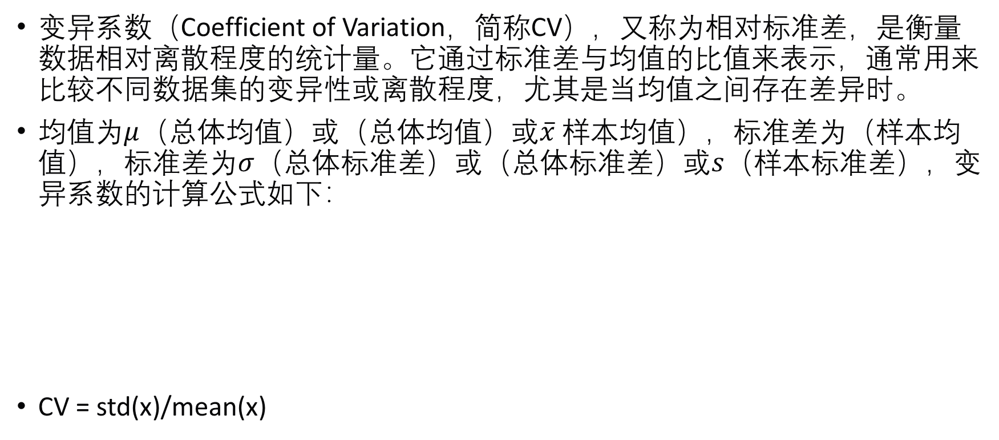 • 变异系数（Coefficient of Variation，简称CV），又称为相对标准差，是衡量
数据相对离散程度的统计量。它通过标准差与均值的比值来表示，通常用来
比较不同数据集的变异性或离散程度，尤其是当均值之间存在差异时。
• 均值为μ（总体均值）或（总体均值）或x̄ 样本均值），标准差为（样本均
值），标准差为σ（总体标准差）或（总体标准差）或s（样本标准差），变
异系数的计算公式如下：
• CV = std(x)/mean(x)